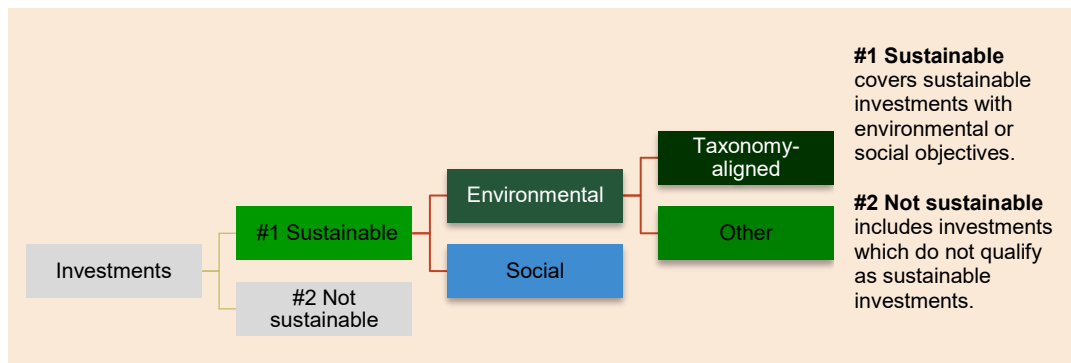 Investments
#1 Sustainable
#2 Not
sustainable
Environmental
Social
Taxonomy-
aligned
Other
#1 Sustainable
covers sustainable
investments with
environmental or
social objectives.
#2 Not sustainable
includes investments
which do not qualify
as sustainable
investments.